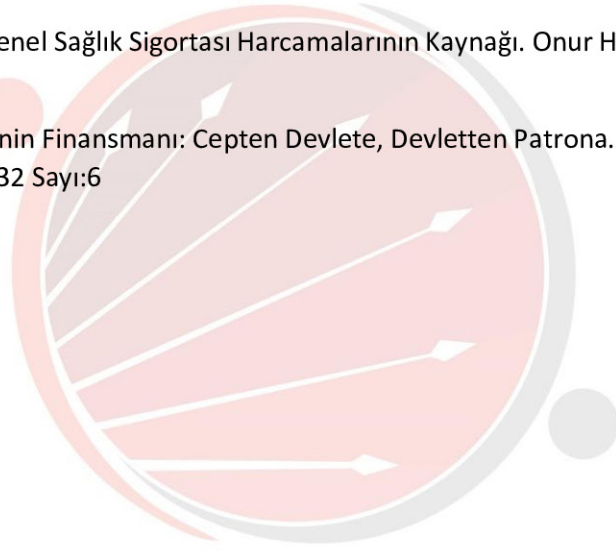 enel Sağlık Sigortası Harcamalarının Kaynağı. Onur H
nin Finansmanı: Cepten Devlete, Devletten Patrona.
32 Sayı:6